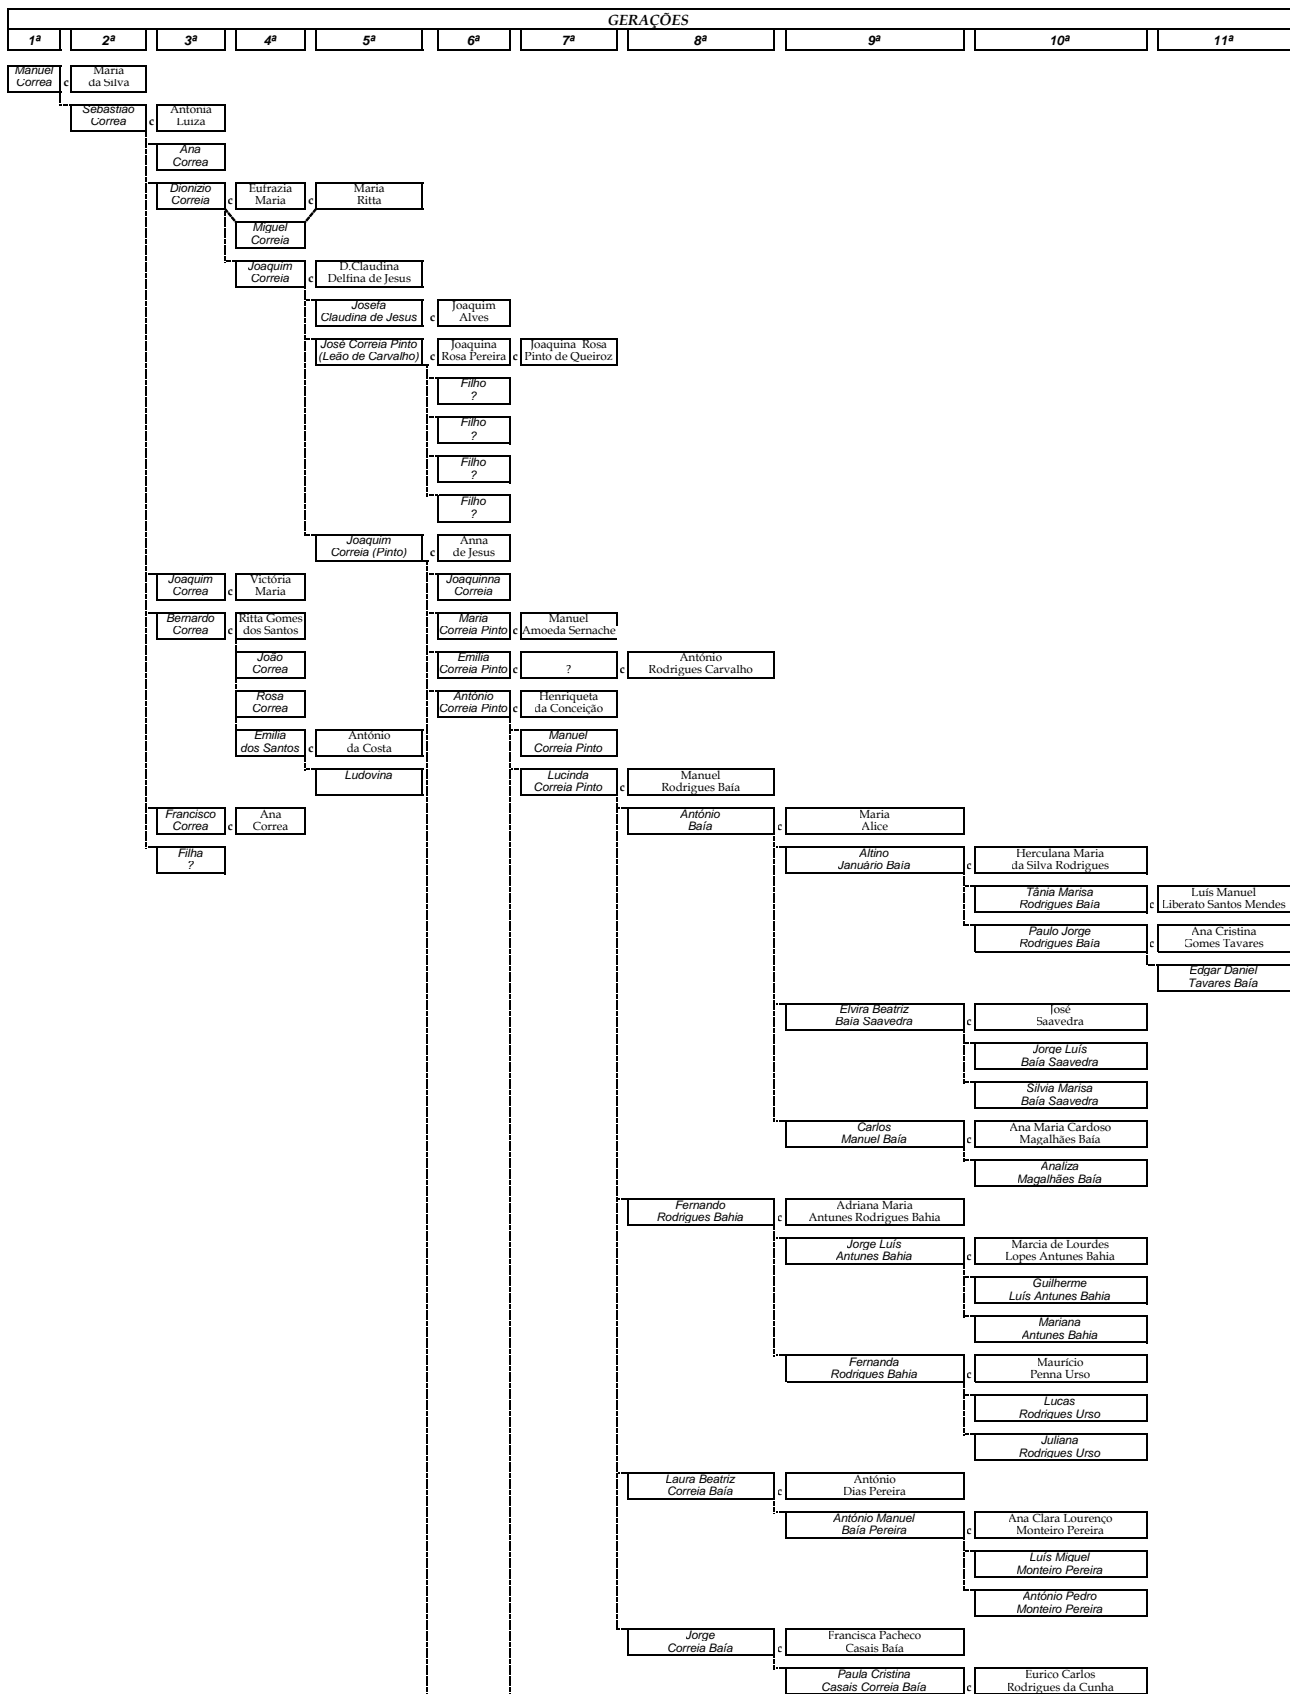 GERAÇÕES
1ª 2ª 3ª 4ª 5ª 6ª 7ª 8ª 9ª 10ª 11ª
Manuel Maria
Correa c da Silva
Sebastião Antónia
Correa c Luiza
Ana
Correa
Dionízio Eufrazia Maria
Correia c Maria c Ritta
Miguel
Correia
Joaquim D.Claudina
Correia c Delfina de Jesus
Josefa Joaquim
Claudina de Jesus c Alves
José Correia Pinto Joaquina Joaquina Rosa
(Leão de Carvalho) c Rosa Pereira c Pinto de Queiroz
Filho
?
Filho
?
Filho
?
Filho
?
Joaquim Anna
Correia (Pinto) c de Jesus
Joaquim Victória Joaquinna
Correa c Maria Correia
Bernardo Ritta Gomes Maria Manuel
Correa c dos Santos Correia Pinto c Amoeda Sernache
João Emília António
Correa Correia Pinto c ? c Rodrigues Carvalho
Rosa António Henriqueta
Correa Correia Pinto c da Conceição
Emília António Manuel
dos Santos c da Costa Correia Pinto
Ludovina Lucinda Manuel
Correia Pinto c Rodrigues Baía
Francisco Ana António Maria
Correa c Correa Baía c Alice
Filha Altino Herculana Maria
? Januário Baía c da Silva Rodrigues
Tânia Marisa Luís Manuel
Rodrigues Baía c Liberato Santos Mendes
Paulo Jorge Ana Cristina
Rodrigues Baía c Gomes Tavares
Edgar Daniel
Tavares Baía
Elvira Beatriz José
Baia Saavedra c Saavedra
Jorge Luís
Baía Saavedra
Silvia Marisa
Baía Saavedra
Carlos Ana Maria Cardoso
Manuel Baía c Magalhães Baía
Analiza
Magalhães Baía
Fernando Adriana Maria
Rodrigues Bahia c Antunes Rodrigues Bahia
Jorge Luís Marcia de Lourdes
Antunes Bahia c Lopes Antunes Bahia
Guilherme
Luís Antunes Bahia
Mariana
Antunes Bahia
Fernanda Maurício
Rodrigues Bahia c Penna Urso
Lucas
Rodrigues Urso
Juliana
Rodrigues Urso
Laura Beatriz António
Correia Baía c Dias Pereira
António Manuel Ana Clara Lourenço
Baía Pereira c Monteiro Pereira
Luís Miguel
Monteiro Pereira
António Pedro
Monteiro Pereira
Jorge Francisca Pacheco
Correia Baía c Casais Baía
Paula Cristina Eurico Carlos
Casais Correia Baía c Rodrigues da Cunha